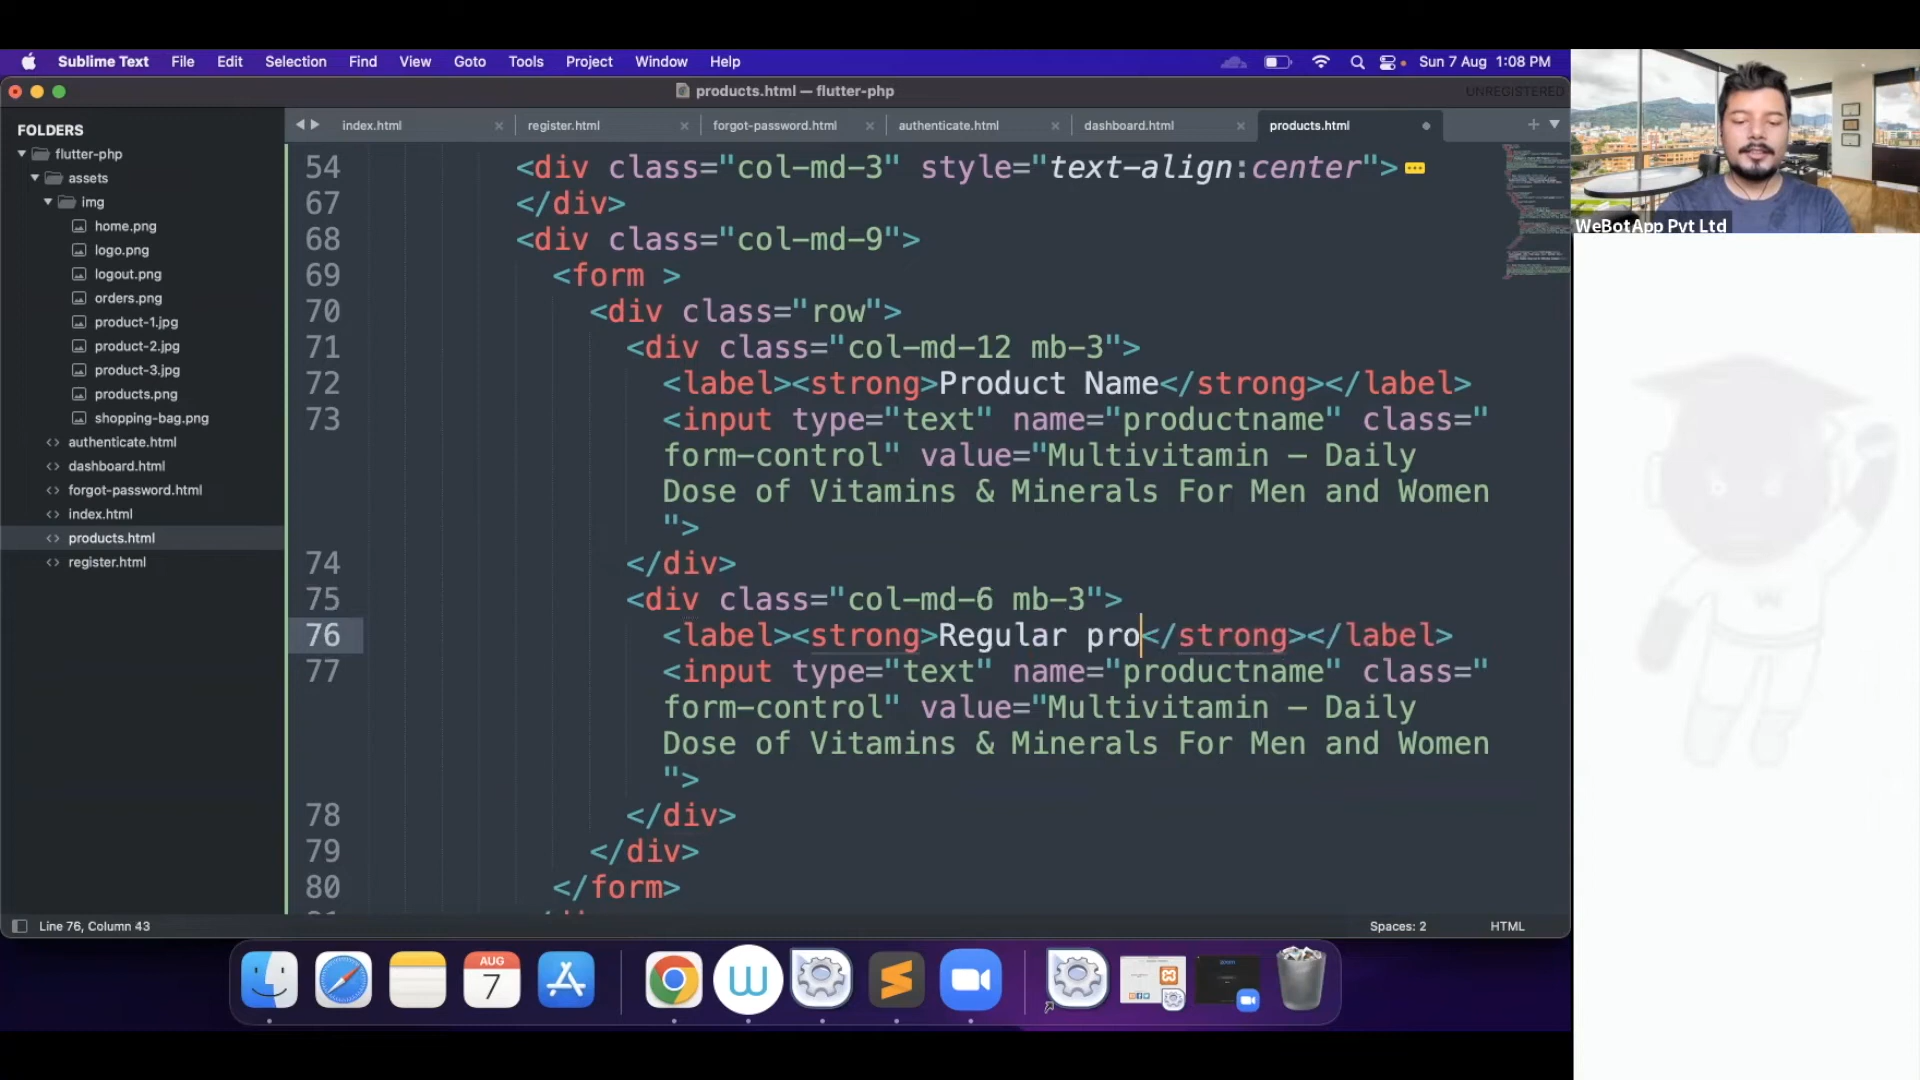 Sublime Text File Edit Selection Find View Goto Tools Project Window Help Sun 7 Aug 1:08 PM
products.html — flutter-php
UNREGISTERED
FOLDERS
flutter-php
assets
img
home.png
logo.png
logout.png
orders.png
product-1.jpg
product-2.jpg
product-3.jpg
products.png
shopping-bag.png
authenticate.html
dashboard.html
forgot-password.html
index.html
products.html
register.html
index.html register.html forgot-password.html authenticate.html dashboard.html products.html
54 <div class="col-md-3" style="text-align:center">
67 </div>
68 <div class="col-md-9">
69 <form >
70 <div class="row">
71 <div class="col-md-12 mb-3">
72 <label><strong>Product Name</strong></label>
73 <input type="text" name="productname" class="
form-control" value="Multivitamin – Daily
Dose of Vitamins & Minerals For Men and Women
">
74 </div>
75 <div class="col-md-6 mb-3">
76 <label><strong>Regular pro</strong></label>
77 <input type="text" name="productname" class="
form-control" value="Multivitamin – Daily
Dose of Vitamins & Minerals For Men and Women
">
78 </div>
79 </div>
80 </form>
Line 76, Column 43 Spaces: 2 HTML
AUG
7
WeBotApp Pvt Ltd